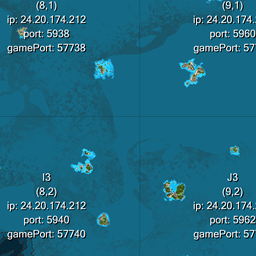 (8,1)
ip: 24.20.174.212
port: 5938
gamePort: 57738
(9,1)
ip: 24.20.174.212
port: 5960
gamePort: 577
I3
(8,2)
ip: 24.20.174.212
port: 5940
gamePort: 57740
J3
(9,2)
ip: 24.20.174.212
port: 5962
gamePort: 577